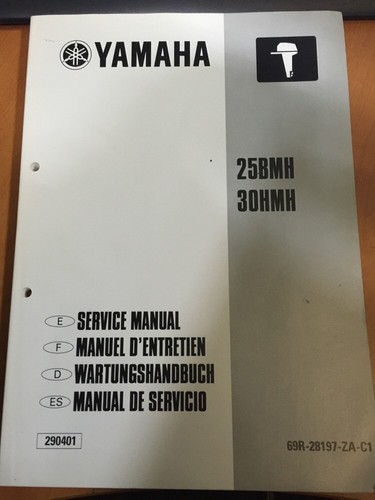 YAMAHA
25BMH
30HMH
E SERVICE MANUAL
F MANUEL D'ENTRETIEN
D WARTUNGSHANDBUCH
ES MANUAL DE SERVICIO
290401
69R-28197-ZA-C1